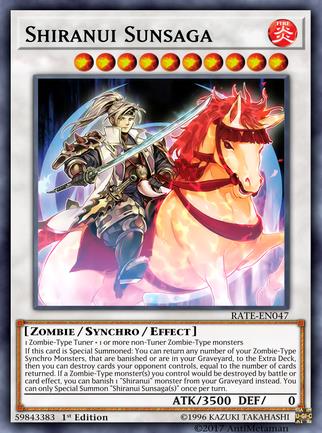 SHIRANUI SUNSAGA
FIRE
炎
RATE-EN047
[ZOMBIE / SYNCHRO / EFFECT]
1 Zombie-Type Tuner + 1 or more non-Tuner Zombie-Type monsters
If this card is Special Summoned: You can return any number of your Zombie-Type
Synchro Monsters, that are banished or are in your Graveyard, to the Extra Deck,
then you can destroy cards your opponent controls, equal to the number of cards
returned. If a Zombie-Type monster(s) you control would be destroyed by battle or
card effect, you can banish 1 "Shiranui" monster from your Graveyard instead. You
can only Special Summon "Shiranui Sunsaga(s)" once per turn.
ATK/3500 DEF/ 0
59843383 1st Edition
©1996 KAZUKI TAKAHASHI
©2017 AntiMetaman